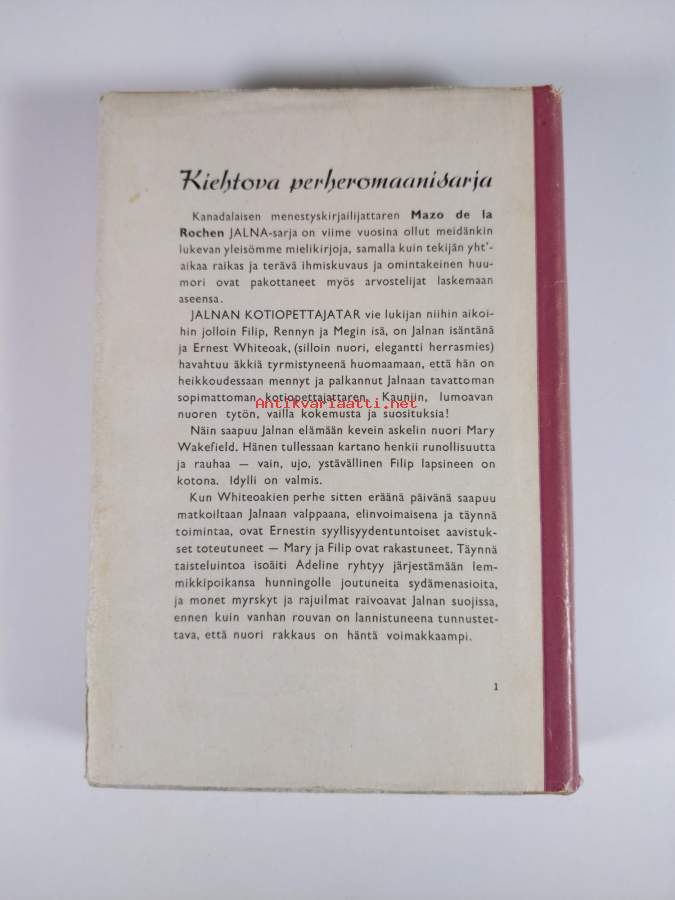 Kiehtova perheromaanisarja
Kanadalaisen menestyskirjailijattaren Mazo de la
Rochen JALNA-sarja on viime vuosina ollut meidänkin
lukevan yleisömme mielikirjoja, samalla kuin tekijän yht'-
aikaa raikas ja terävä ihmiskuvaus ja omintakeinen huu-
mori ovat pakottaneet myös arvostelijat laskemaan
aseensa.
JALNAN KOTIOPETTAJATAR vie lukijan niihin aikoi-
hin jolloin Filip, Rennyn ja Megin isä, on Jalnan isäntänä
ja Ernest Whiteoak, (silloin nuori, elegantti herrasmies)
havahtuu äkkiä tyrmistyneenä huomaamaan, että hän on
heikkoudessaan mennyt ja palkannut Jalnaan tavattoman
sopimattoman kotiopettajattaren. Kauniin, lumoavan
Antikvariaatti.net
nuoren tytön, vailla kokemusta ja suosituksia!
Näin saapuu Jalnan elämään kevein askelin nuori Mary
Wakefield. Hänen tullessaan kartano henkii runollisuutta
ja rauhaa — vain, ujo, ystävällinen Filip lapsineen on
kotona. Idylli on valmis.
Kun Whiteoakien perhe sitten eräänä päivänä saapuu
matkoiltaan Jalnaan valppaana, elinvoimaisena ja täynnä
toimintaa, ovat Ernestin syyllisyydentuntoiset aavistuk-
set toteutuneet — Mary ja Filip ovat rakastuneet. Täynnä
taisteluintoa isoäiti Adeline ryhtyy järjestämään lem-
mikkipoikansa hunningolle joutuneita sydämenasioita,
ja monet myrskyt ja rajuilmat raivoavat Jalnan suojissa,
ennen kuin vanhan rouvan on lannistuneena tunnustet-
tava, että nuori rakkaus on häntä voimakkaampi.
1